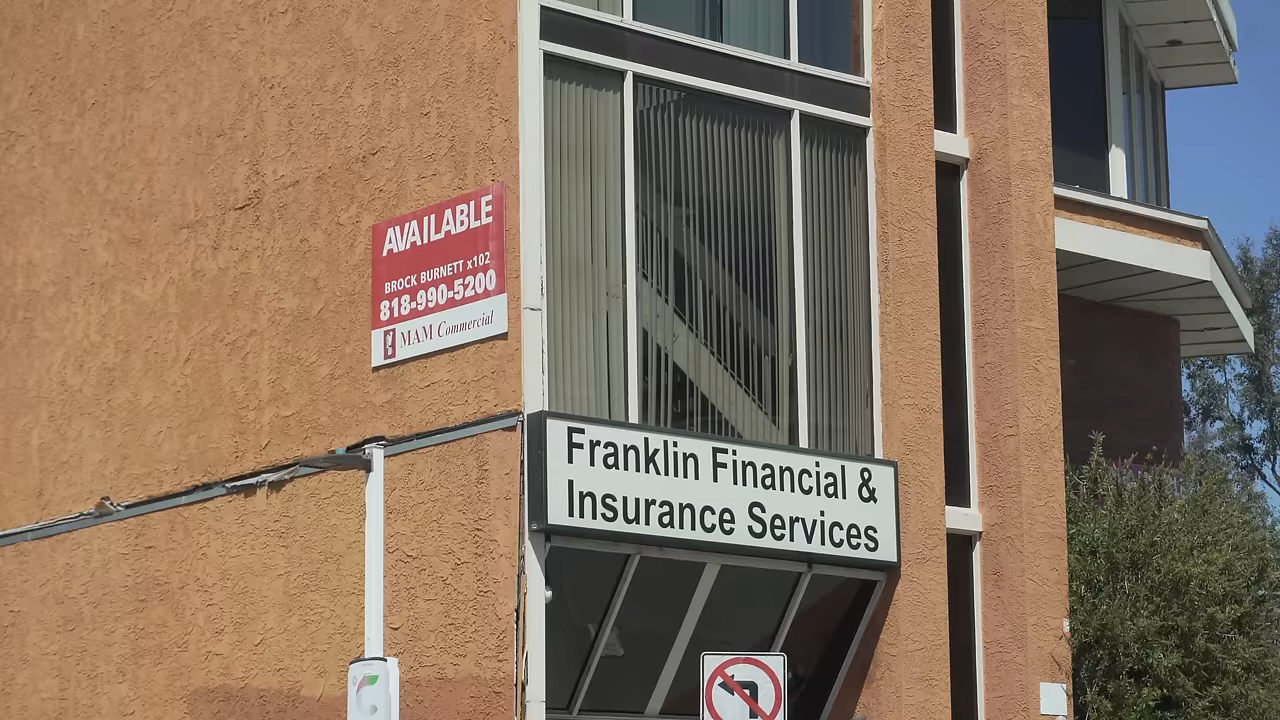 AVAILABLE
BROCK BURNETT x102
818-990-5200
MAM Commercial
Franklin Financial &
Insurance Services